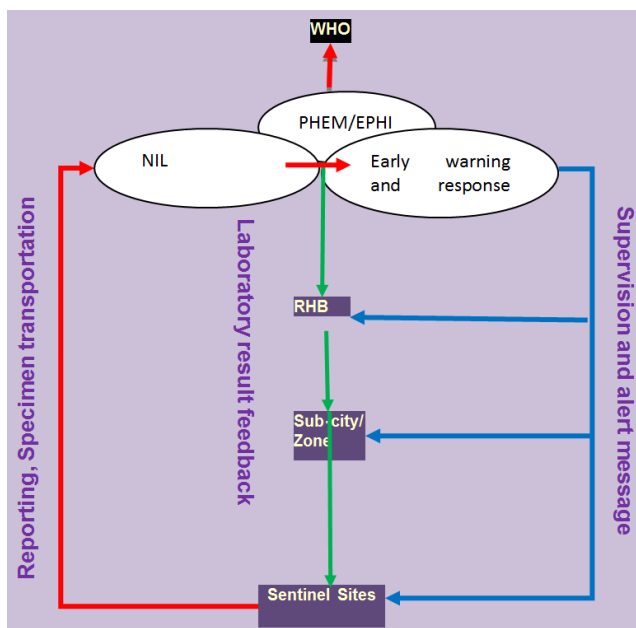 WHO
PHEM/EPHI
NIL
Early warning
and response
RHB
Sub-city/
Zone
Sentinel Sites
Reporting, Specimen transportation
Laboratory result feedback
Supervision and alert message